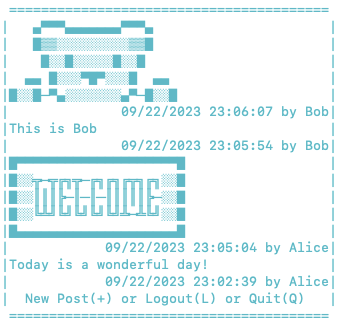 09/22/2023 23:06:07 by Bob
This is Bob
09/22/2023 23:05:54 by Bob
WELCOME
09/22/2023 23:05:04 by Alice
Today is a wonderful day!
09/22/2023 23:02:39 by Alice
New Post(+) or Logout(L) or Quit(Q)